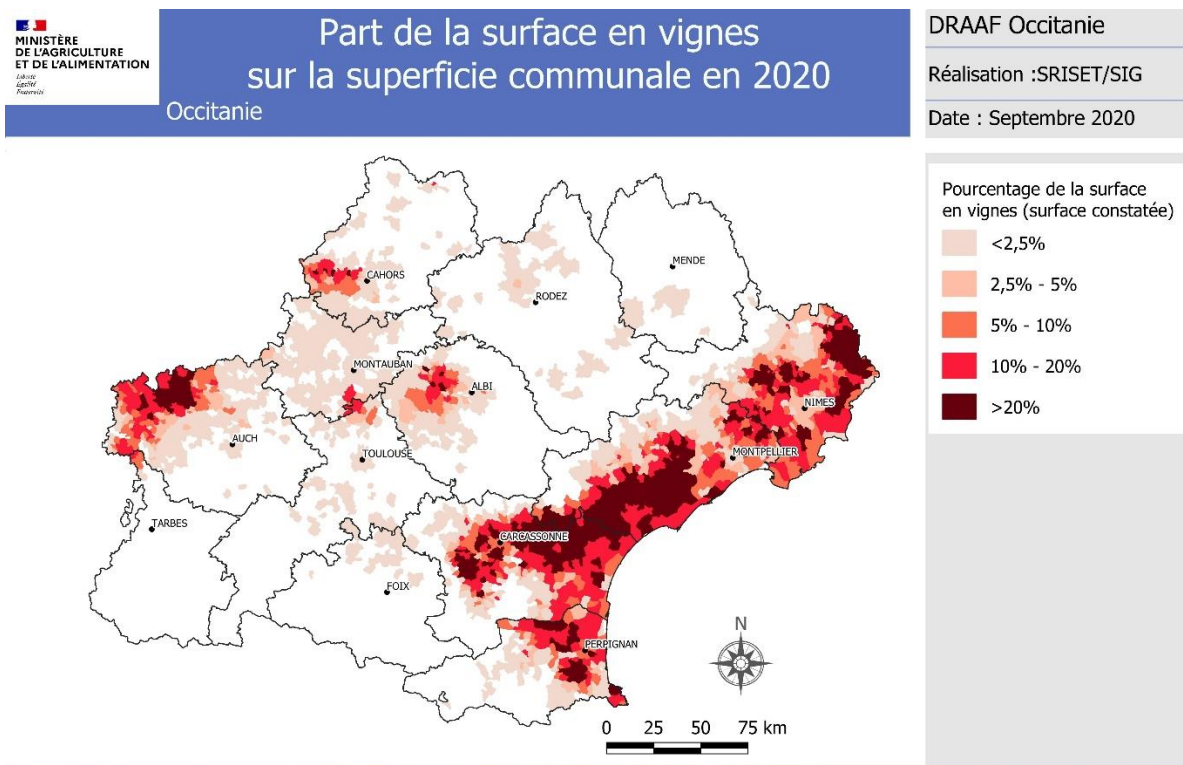 MINISTÈRE
DE L'AGRICULTURE
ET DE L'ALIMENTATION
Liberté
Égalité
Fraternité
Part de la surface en vignes
sur la superficie communale en 2020
Occitanie
DRAAF Occitanie
Réalisation :SRISET/SIG
Date : Septembre 2020
Pourcentage de la surface
en vignes (surface constatée)
<2,5%
2,5% - 5%
5% - 10%
10% - 20%
>20%
MENDE
CAHORS
RODEZ
MONTAUBAN
ALBI
NIMES
AUCH
TOULOUSE
MONTPELLIER
TARBES
CARCASSONNE
FOIX
PERPIGNAN
N
0 25 50 75 km